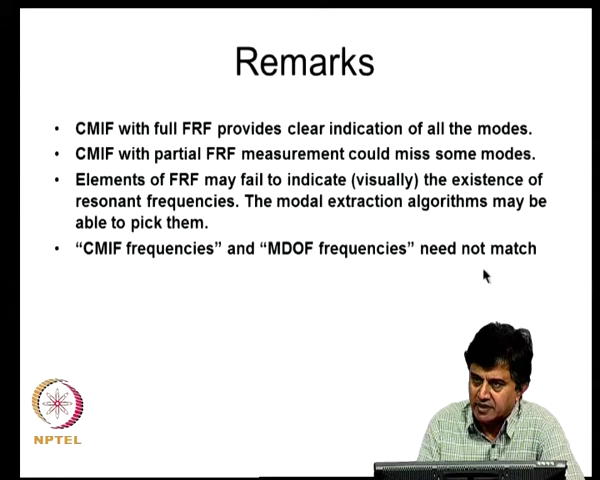 Remarks
• CMIF with full FRF provides clear indication of all the modes.
• CMIF with partial FRF measurement could miss some modes.
• Elements of FRF may fail to indicate (visually) the existence of
resonant frequencies. The modal extraction algorithms may be
able to pick them.
• “CMIF frequencies” and “MDOF frequencies” need not match
NPTEL